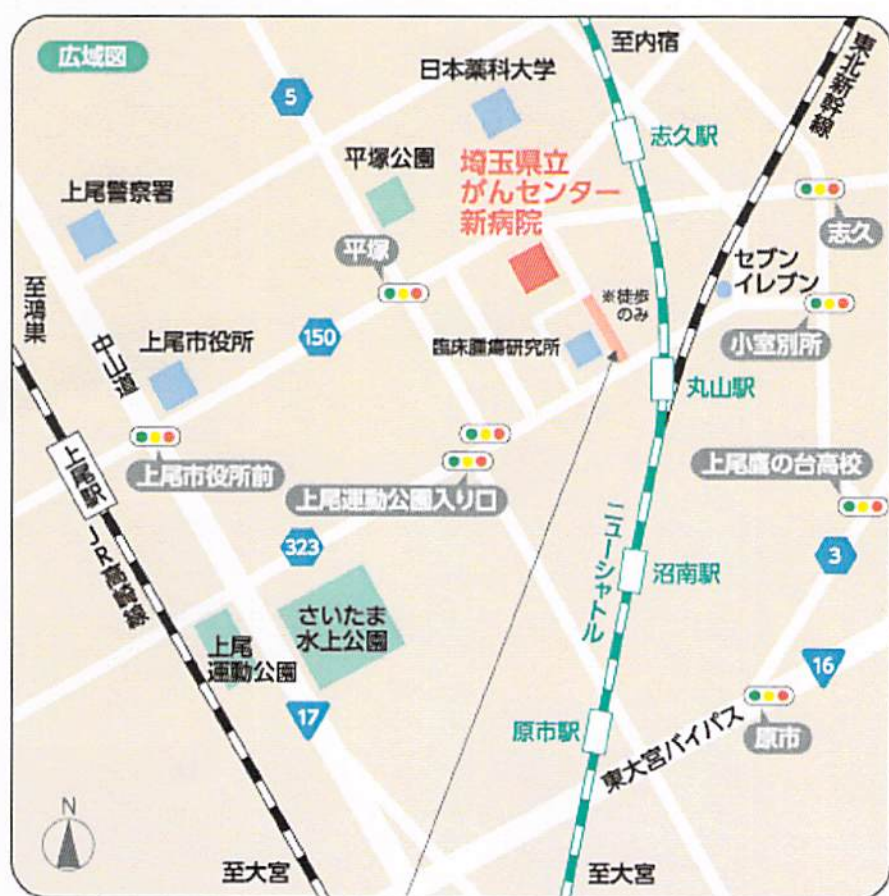 広域図
至内宿
東北新幹線
日本薬科大学
5
志久駅
平塚公園
埼玉県立
がんセンター
新病院
上尾警察署
志久
平塚
セブン
イレブン
至鴻巣
※徒歩
のみ
中山道
上尾市役所
150
臨床腫瘍研究所
小室別所
丸山駅
上尾駅
上尾市役所前
上尾運動公園入り口
上尾鷹の台高校
JR高崎線
323
ニューシャトル
沼南駅
3
さいたま
水上公園
上尾
運動公園
16
17
原市駅
原市
東大宮バイパス
N
至大宮
至大宮